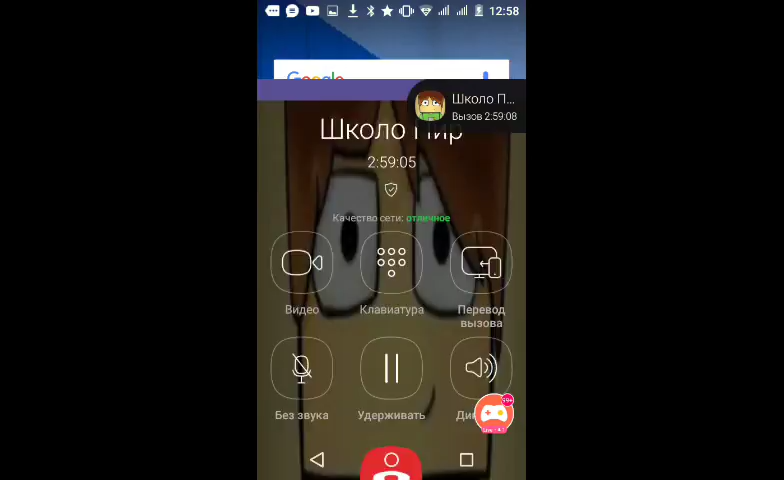 12:58
Google
Школо П...
Вызов 2:59:08
Школо Пир
2:59:05
Качество сети: отличное
Видео
Клавиатура
Перевод
вызова
Без звука
Удерживать
99+